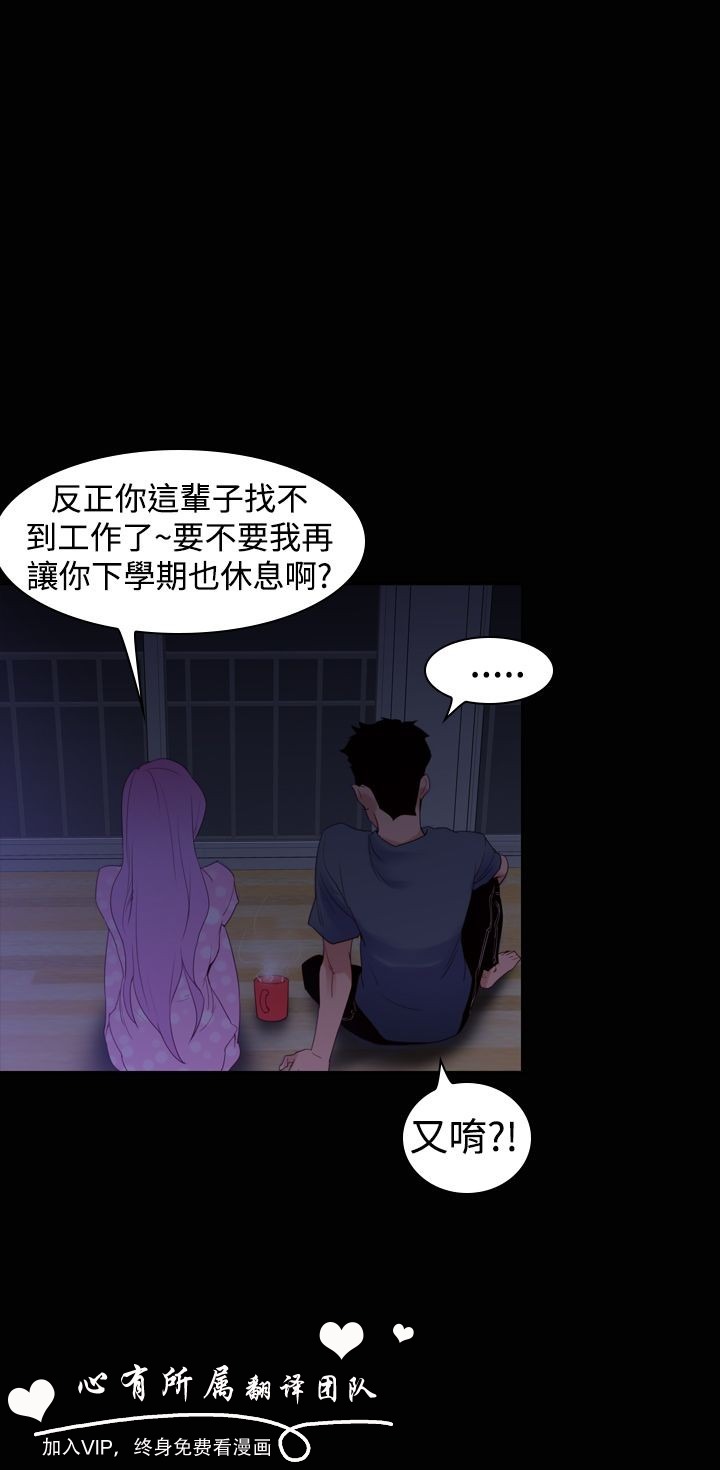 反正你這輩子找不
到工作了~要不要我再
讓你下學期也休息啊?
.....
又唷?!
心有所属翻译团队
加入VIP，终身免费看漫画